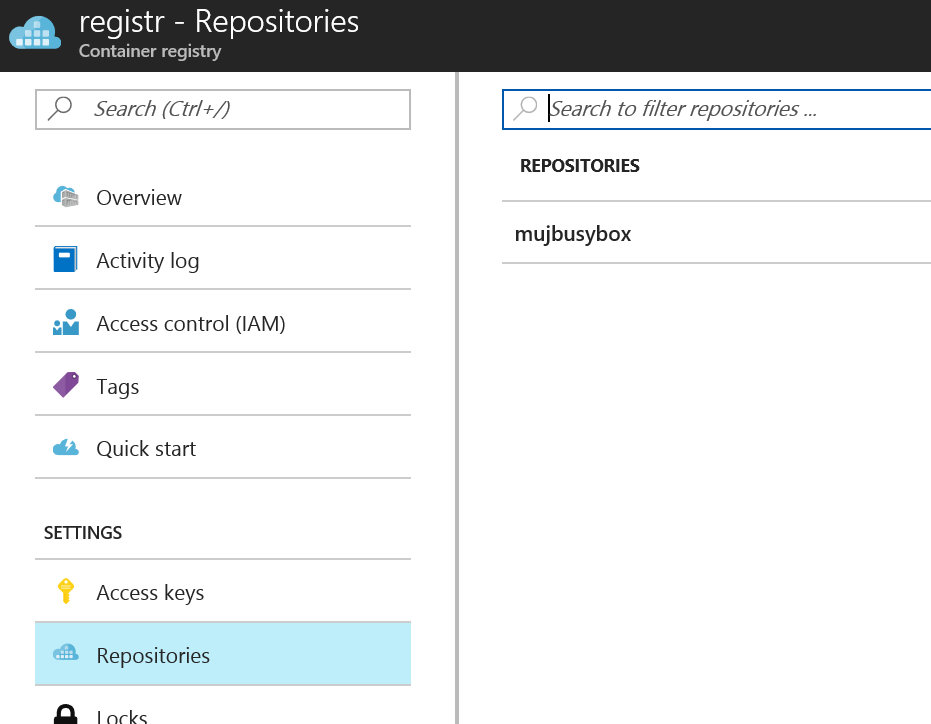 registr - Repositories
Container registry
Search (Ctrl+/)
Overview
Activity log
Access control (IAM)
Tags
Quick start
SETTINGS
Access keys
Repositories
Locks
Search to filter repositories ...
REPOSITORIES
mujbusybox